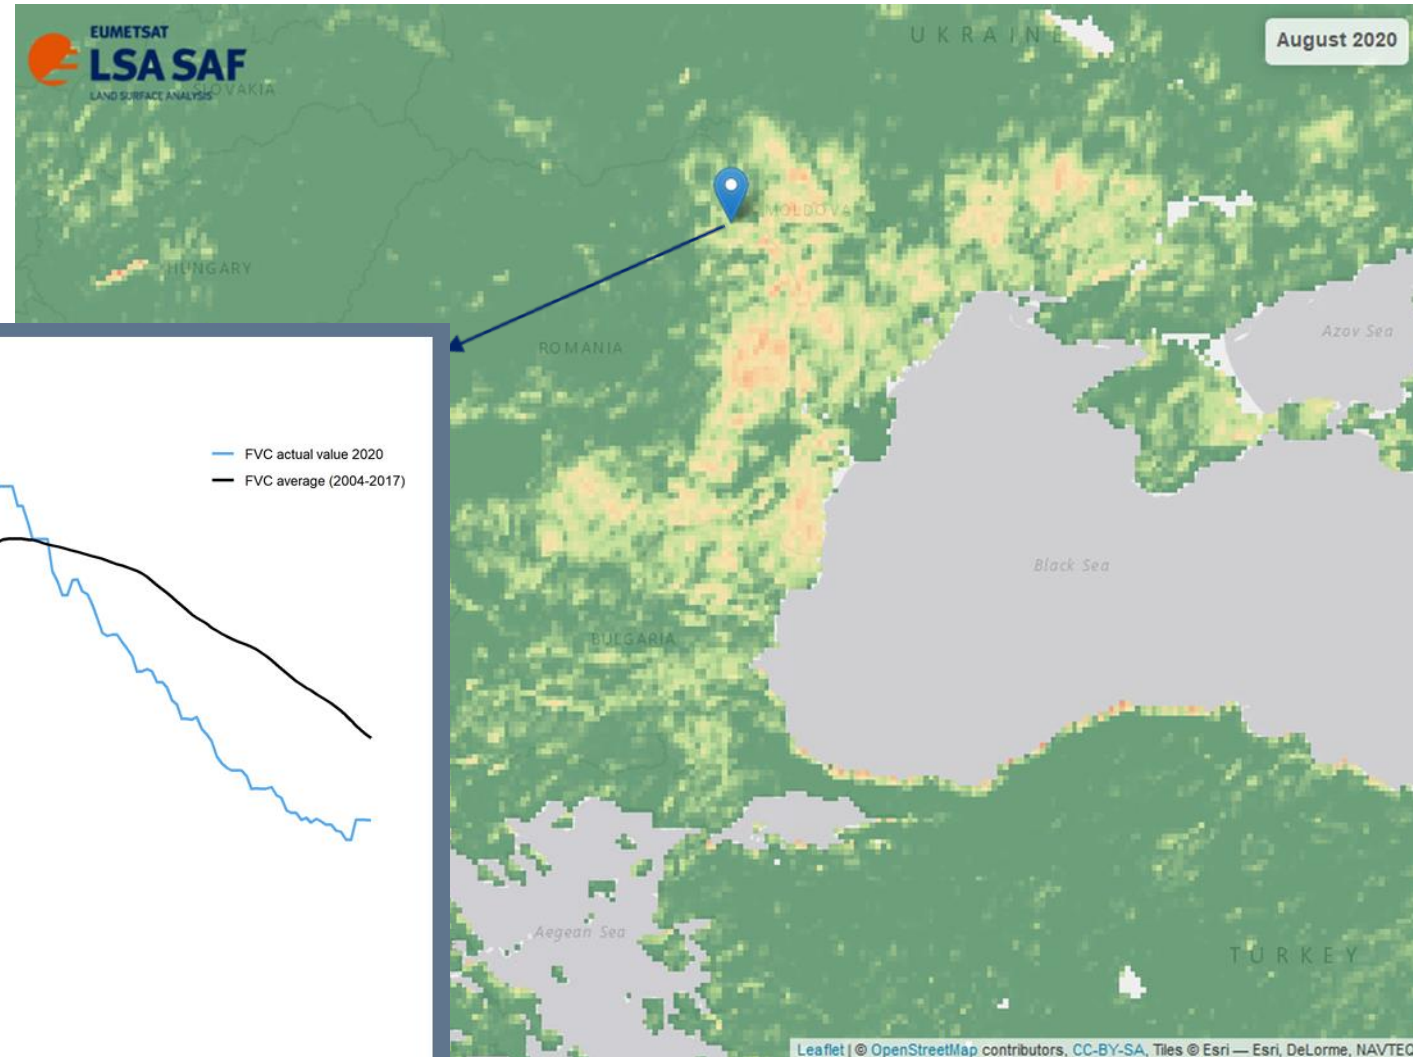 EUMETSAT
LSA SAF
LAND SURFACE ANALYSIS
SLOVAKIA
UKRAINE
August 2020
MOLDOVA
HUNGARY
ROMANIA
Azov Sea
FVC actual value 2020
FVC average (2004-2017)
Black Sea
BULGARIA
Aegean Sea
TURKEY
Leaflet | © OpenStreetMap contributors, CC-BY-SA, Tiles © Esri — Esri, DeLorme, NAVTEQ